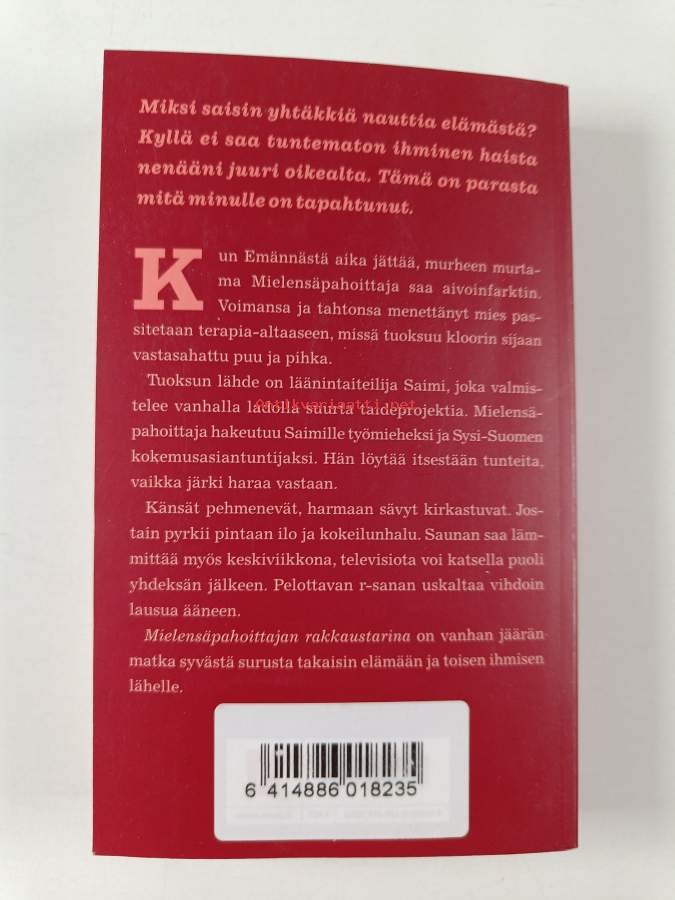 Miksi saisin yhtäkkiä nauttia elämästä?
Kyllä ei saa tuntematon ihminen haista
nenääni juuri oikealta. Tämä on parasta
mitä minulle on tapahtunut.
Kun Emännästä aika jättää, murheen murta-
ma Mielensäpahoittaja saa aivoinfarktin.
Voimansa ja tahtonsa menettänyt mies pas-
sitetaan terapia-altaaseen, missä tuoksuu kloorin sijaan
vastasahattu puu ja pihka.
Tuoksun lähde on läänintaiteilija Saimi, joka valmis-
telee vanhalla ladolla suurta taideprojektia. Mielensä-
pahoittaja hakeutuu Saimille työmieheksi ja Sysi-Suomen
kokemusasiantuntijaksi. Hän löytää itsestään tunteita,
vaikka järki haraa vastaan.
Känsät pehmenevät, harmaan sävyt kirkastuvat. Jos-
tain pyrkii pintaan ilo ja kokeilunhalu. Saunan saa läm-
mittää myös keskiviikkona, televisiota voi katsella puoli
yhdeksän jälkeen. Pelottavan r-sanan uskaltaa vihdoin
lausua ääneen.
Mielensäpahoittajan rakkaustarina on vanhan jäärän
matka syvästä surusta takaisin elämään ja toisen ihmisen
lähelle.
Antikvariaatti.net
6 414886 018235